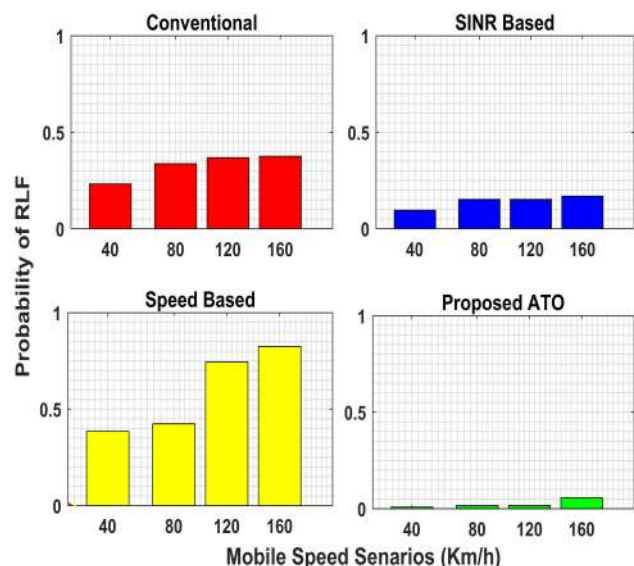 Conventional
SINR Based
1
0.5
0
40 80 120 160
1
0.5
0
40 80 120 160
Probability of RLF
Speed Based
Proposed ATO
1
0.5
0
40 80 120 160
1
0.5
0
40 80 120 160
Mobile Speed Senarios (Km/h)